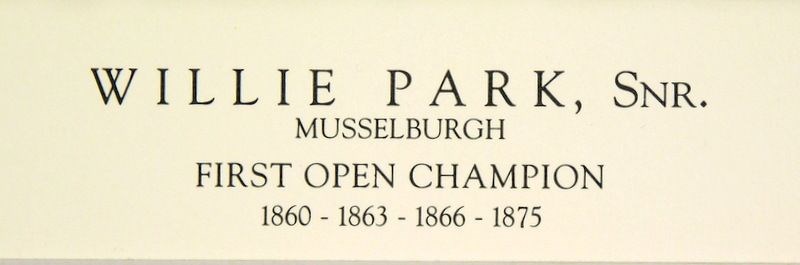 WILLIE PARK, SNR.
MUSSELBURGH
FIRST OPEN CHAMPION
1860 - 1863 - 1866 - 1875